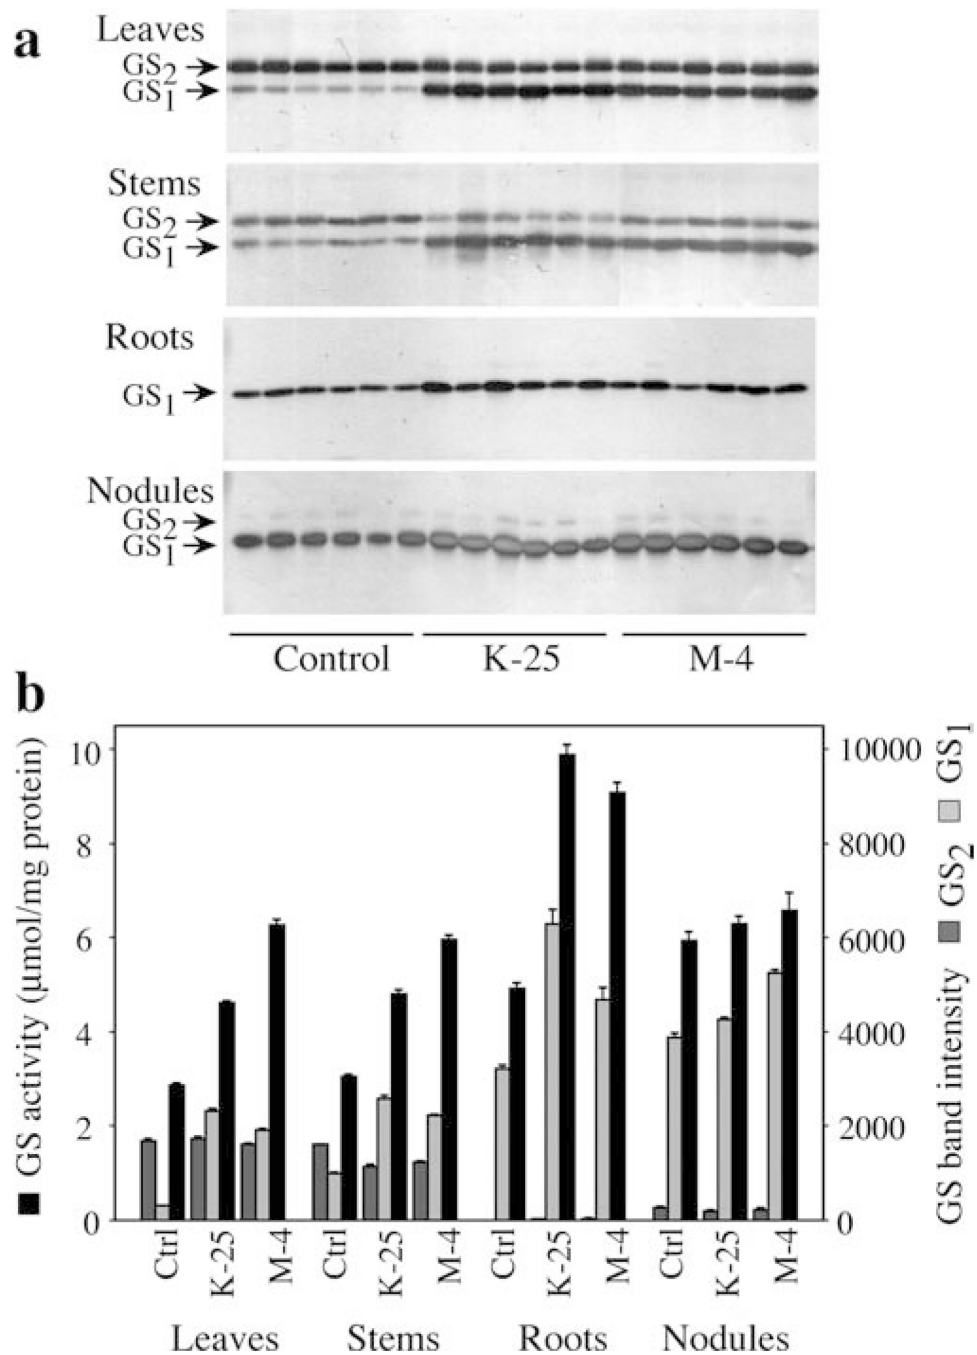 a
Leaves
GS2
GS1
Stems
GS2
GS1
Roots
GS1
Nodules
GS2
GS1
Control K-25 M-4
b
GS activity (µmol/mg protein)
10
8
6
4
2
0
10000
8000
6000
4000
2000
0
GS band intensity GS2 GS1
Ctrl K-25 M-4 Ctrl K-25 M-4 Ctrl K-25 M-4 Ctrl K-25 M-4
Leaves Stems Roots Nodules